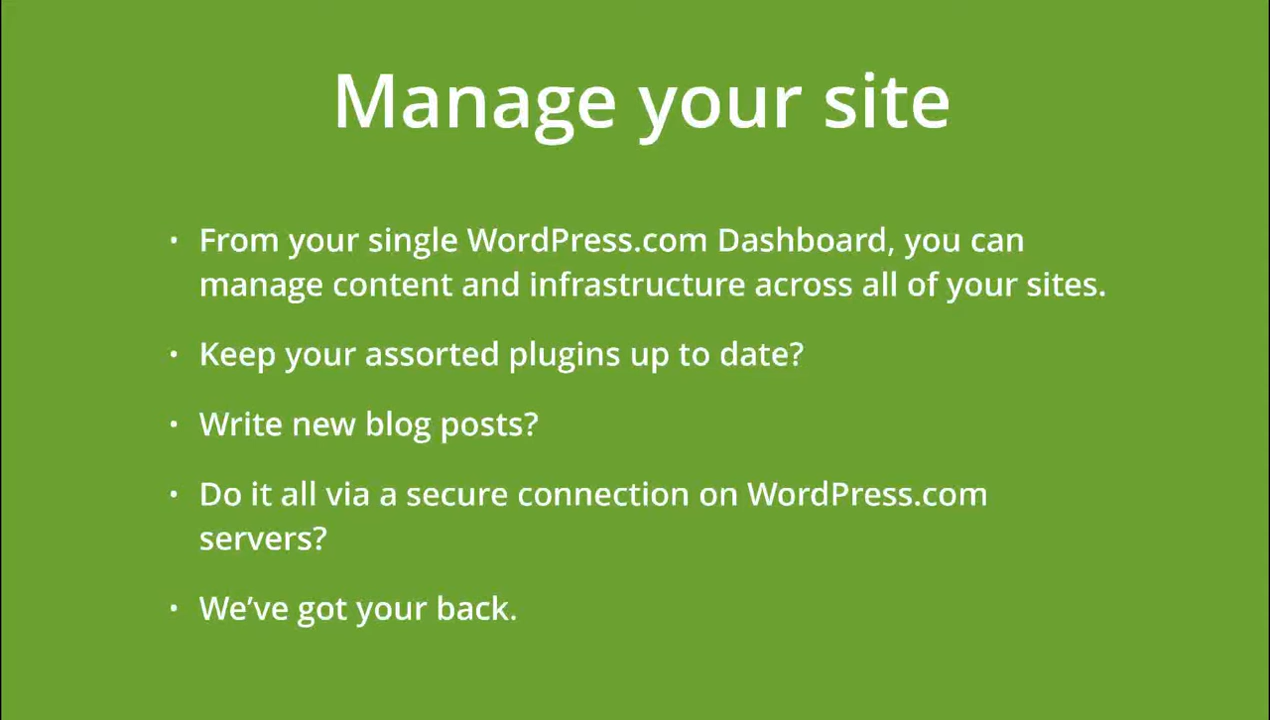 Manage your site
• From your single WordPress.com Dashboard, you can
manage content and infrastructure across all of your sites.
• Keep your assorted plugins up to date?
• Write new blog posts?
• Do it all via a secure connection on WordPress.com
servers?
• We’ve got your back.